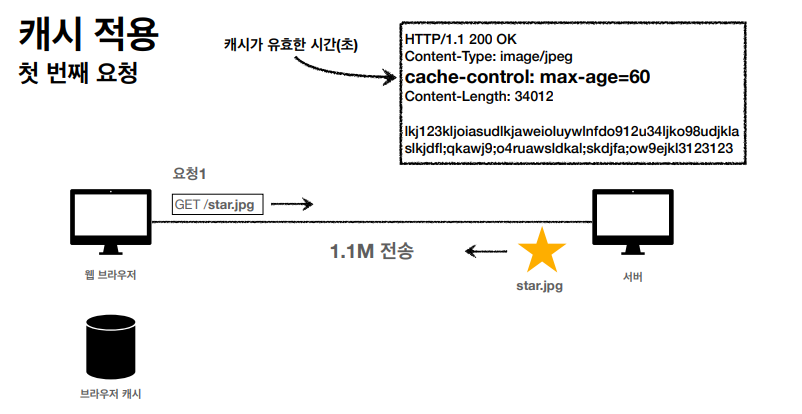 캐시 적용
첫 번째 요청
캐시가 유효한 시간(초)
HTTP/1.1 200 OK
Content-Type: image/jpeg
cache-control: max-age=60
Content-Length: 34012
lkj123kljoiasudlkjaweioluywlnfdo912u34ljko98udjkla
slkjdfl;qkawj9;o4ruawsldkal;skdjfa;ow9ejkl3123123
요청1
GET /star.jpg
1.1M 전송
star.jpg
웹 브라우저
서버
브라우저 캐시